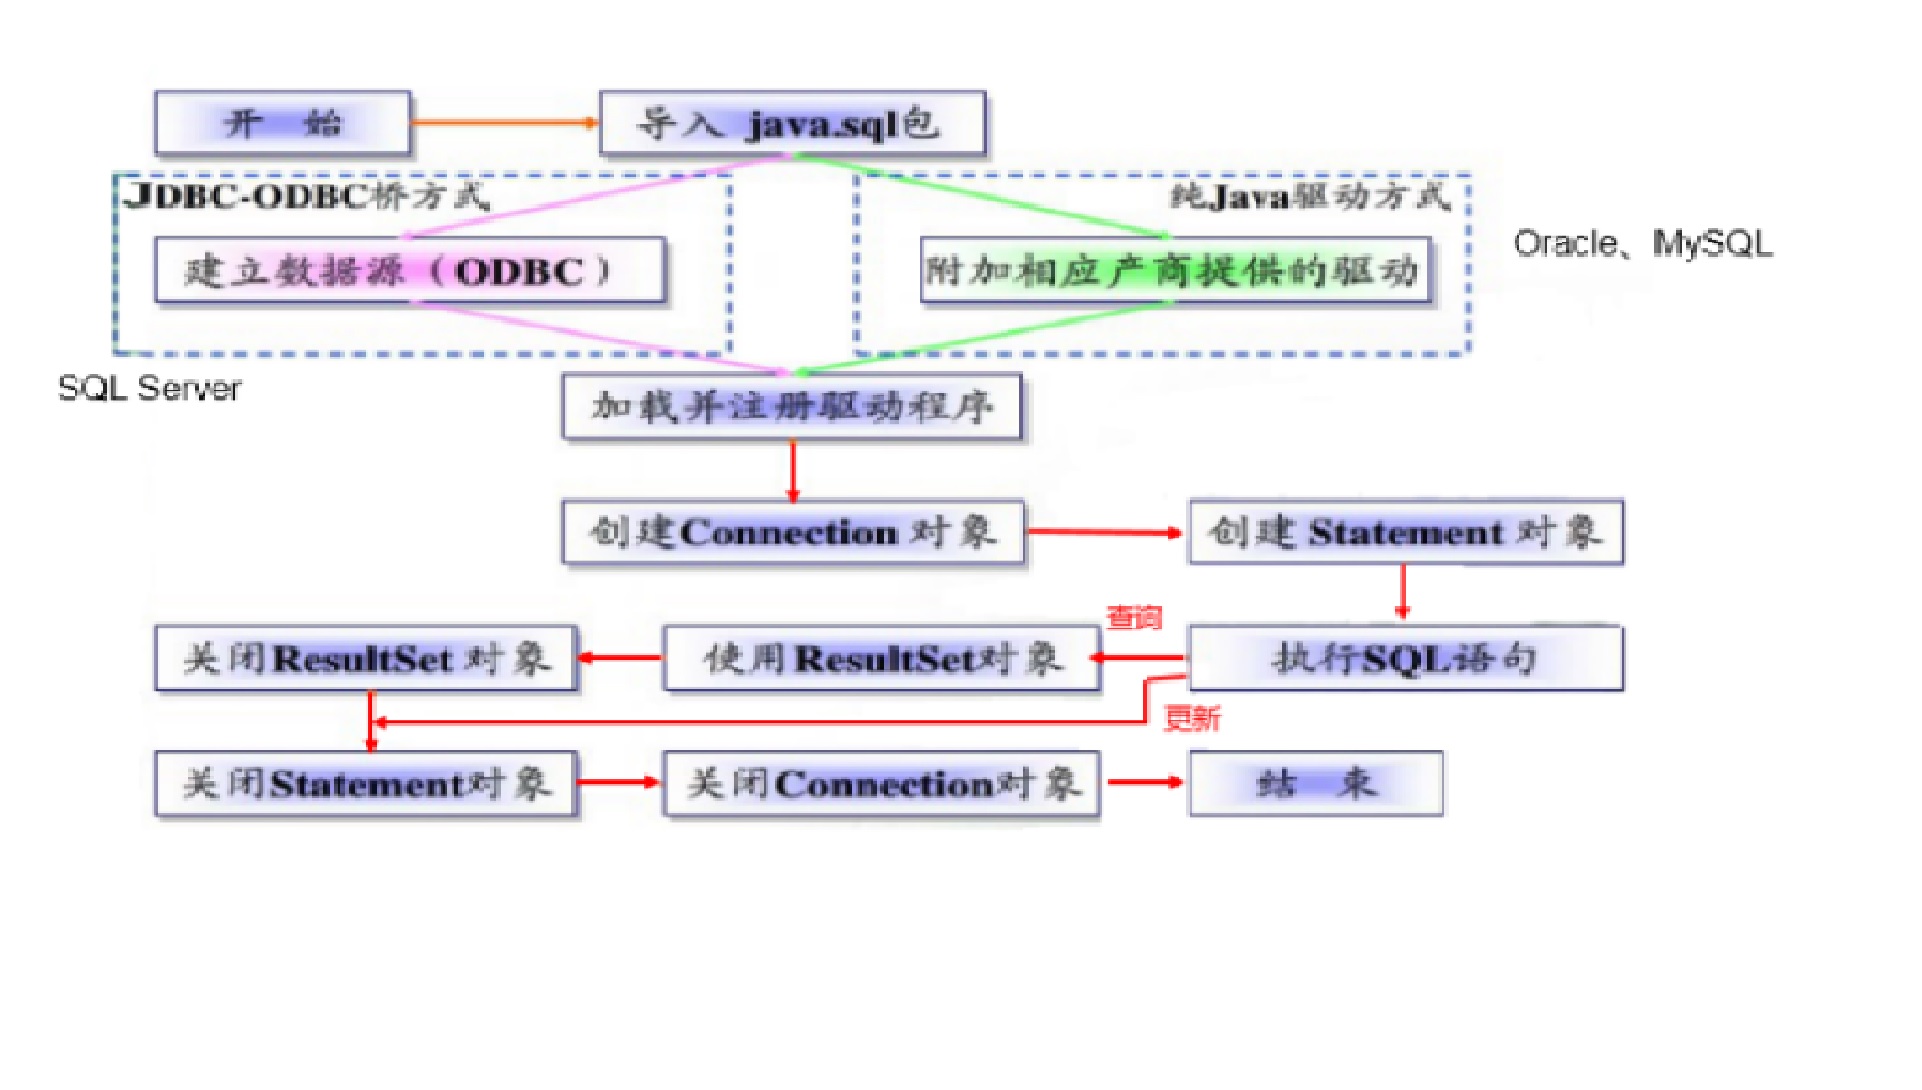 开 始
导入 java.sql包
JDBC-ODBC桥方式
纯Java驱动方式
建立数据源（ODBC）
附加相应产商提供的驱动
Oracle、MySQL
SQL Server
加载并注册驱动程序
创建Connection 对象
创建 Statement 对象
查询
关闭ResultSet 对象
使用ResultSet对象
执行SQL语句
更新
关闭Statement对象
关闭Connection对象
结 束